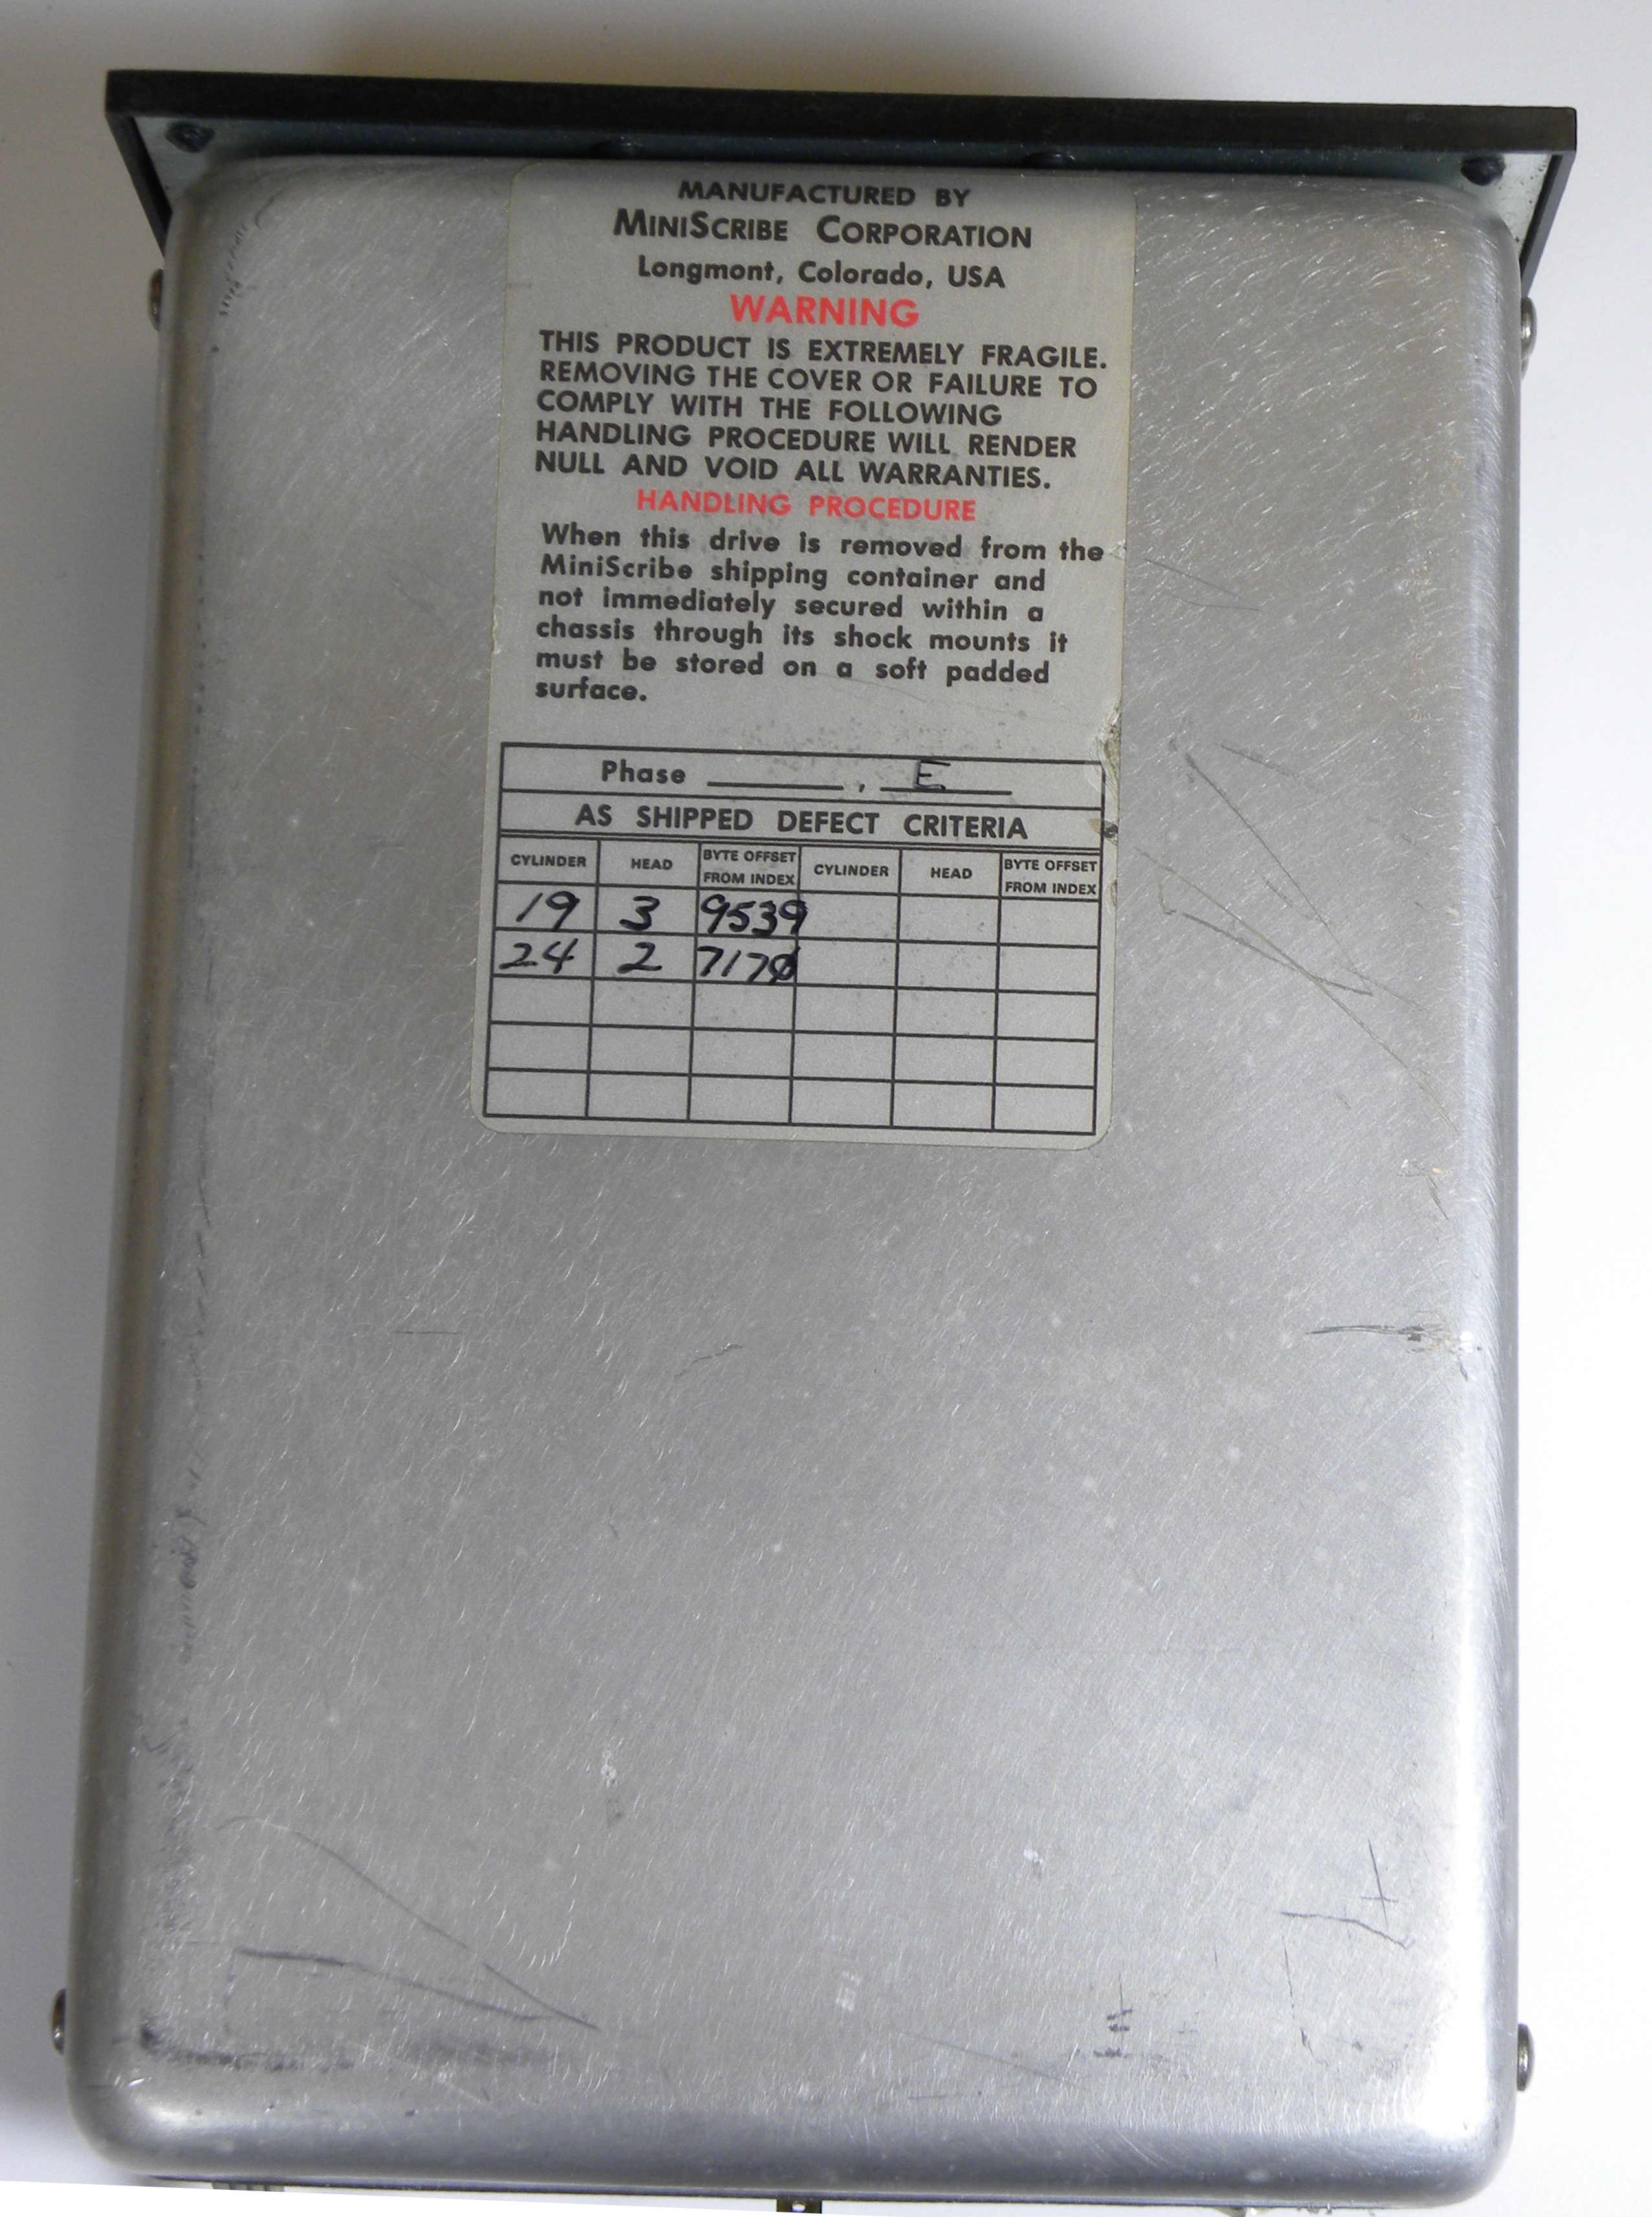 MANUFACTURED BY
MINISCRIBE CORPORATION
Longmont, Colorado, USA
WARNING
THIS PRODUCT IS EXTREMELY FRAGILE.
REMOVING THE COVER OR FAILURE TO
COMPLY WITH THE FOLLOWING
HANDLING PROCEDURE WILL RENDER
NULL AND VOID ALL WARRANTIES.
HANDLING PROCEDURE
When this drive is removed from the
MiniScribe shipping container and
not immediately secured within a
chassis through its shock mounts it
must be stored on a soft padded
surface.
Phase ________ , E
AS SHIPPED DEFECT CRITERIA
CYLINDER HEAD BYTE OFFSET FROM INDEX CYLINDER HEAD BYTE OFFSET FROM INDEX
19 3 9539
24 2 7170